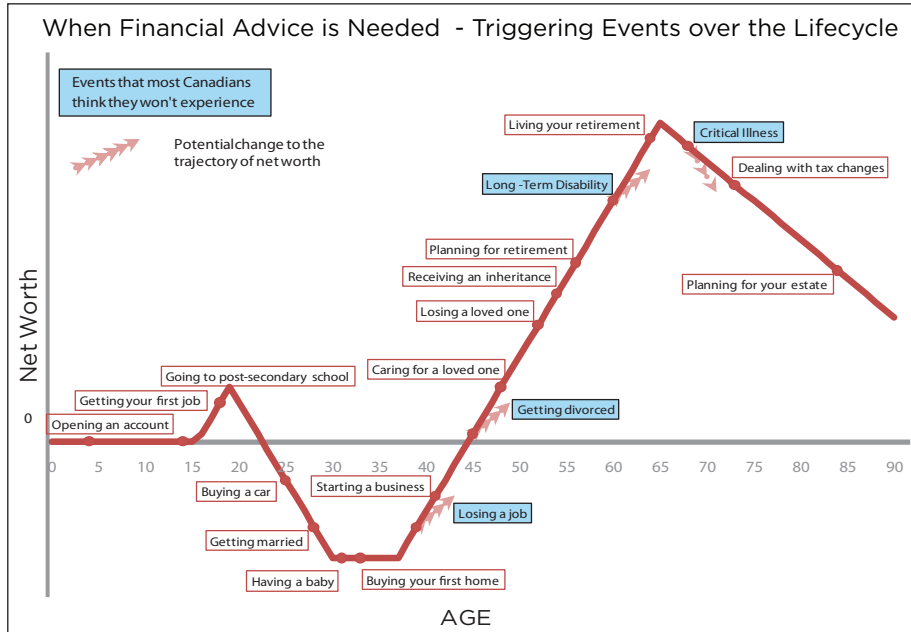 When Financial Advice is Needed - Triggering Events over the Lifecycle
Events that most Canadians
think they won't experience
Potential change to the
trajectory of net worth
Living your retirement
Critical Illness
Dealing with tax changes
Long -Term Disability
Planning for retirement
Receiving an inheritance
Planning for your estate
Losing a loved one
Caring for a loved one
Going to post-secondary school
Getting your first job
Getting divorced
Opening an account
Net Worth
0
0 5 10 15 20 25 30 35 40 45 50 55 60 65 70 75 80 85 90
Buying a car
Starting a business
Losing a job
Getting married
Having a baby
Buying your first home
AGE